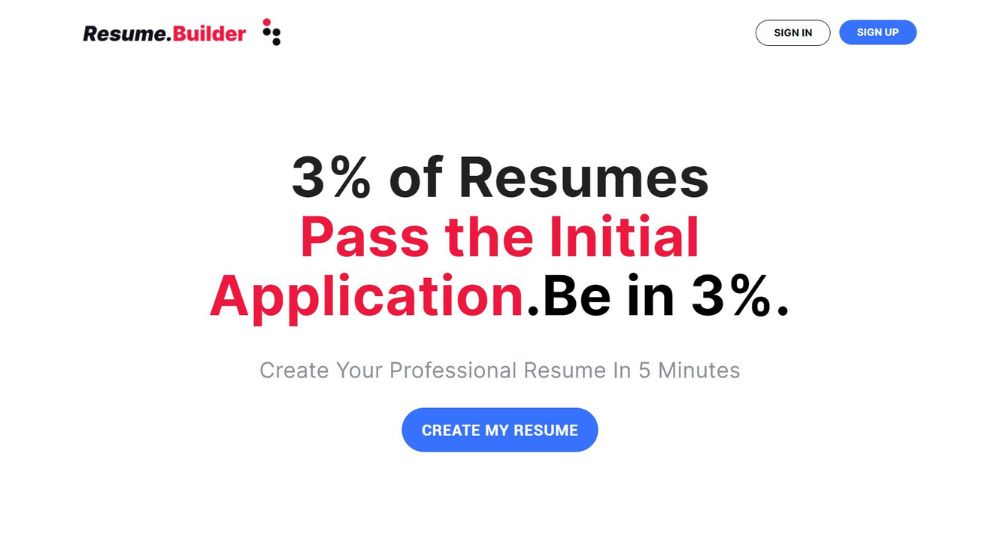 Resume.Builder
SIGN IN
SIGN UP
3% of Resumes
Pass the Initial
Application.Be in 3%.
Create Your Professional Resume In 5 Minutes
CREATE MY RESUME